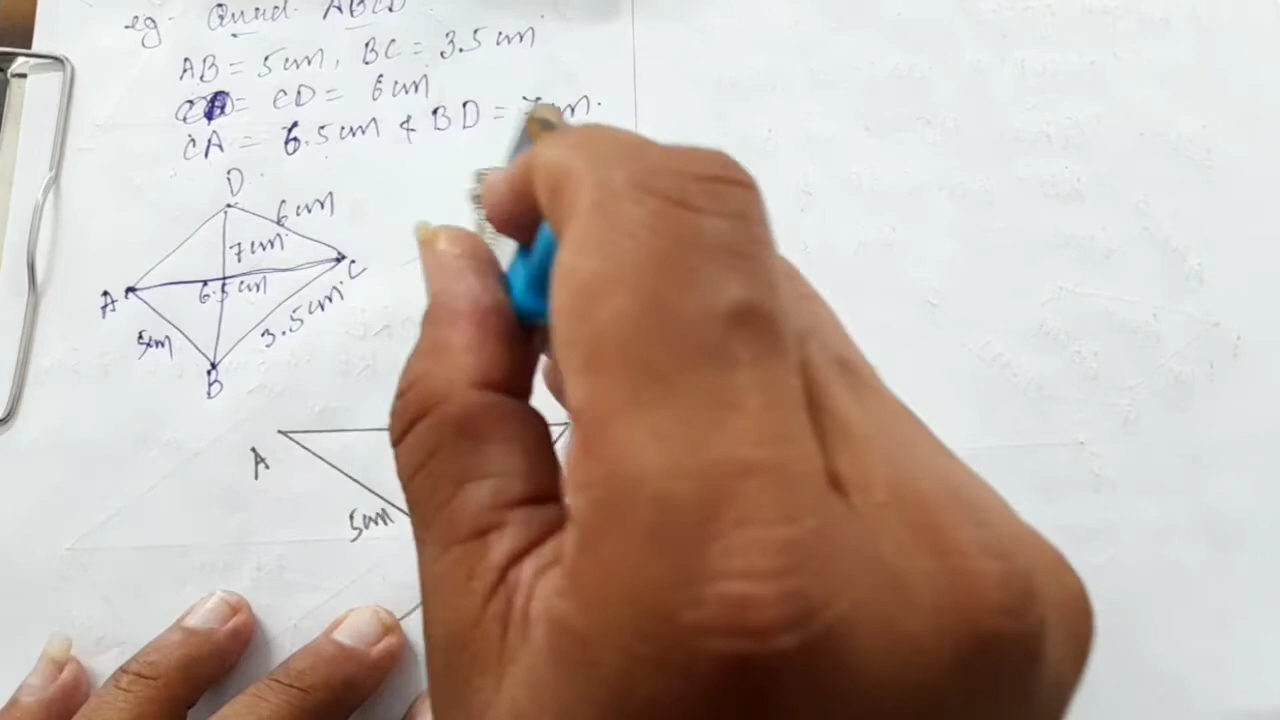 eg- Quad. ABCD.
AB = 5cm, BC = 3.5cm
= CD = 6cm
CA = 6.5cm & BD = cm.
D
6cm
7cm
C
A
6.5cm
5cm
3.5cm
B
A
5cm